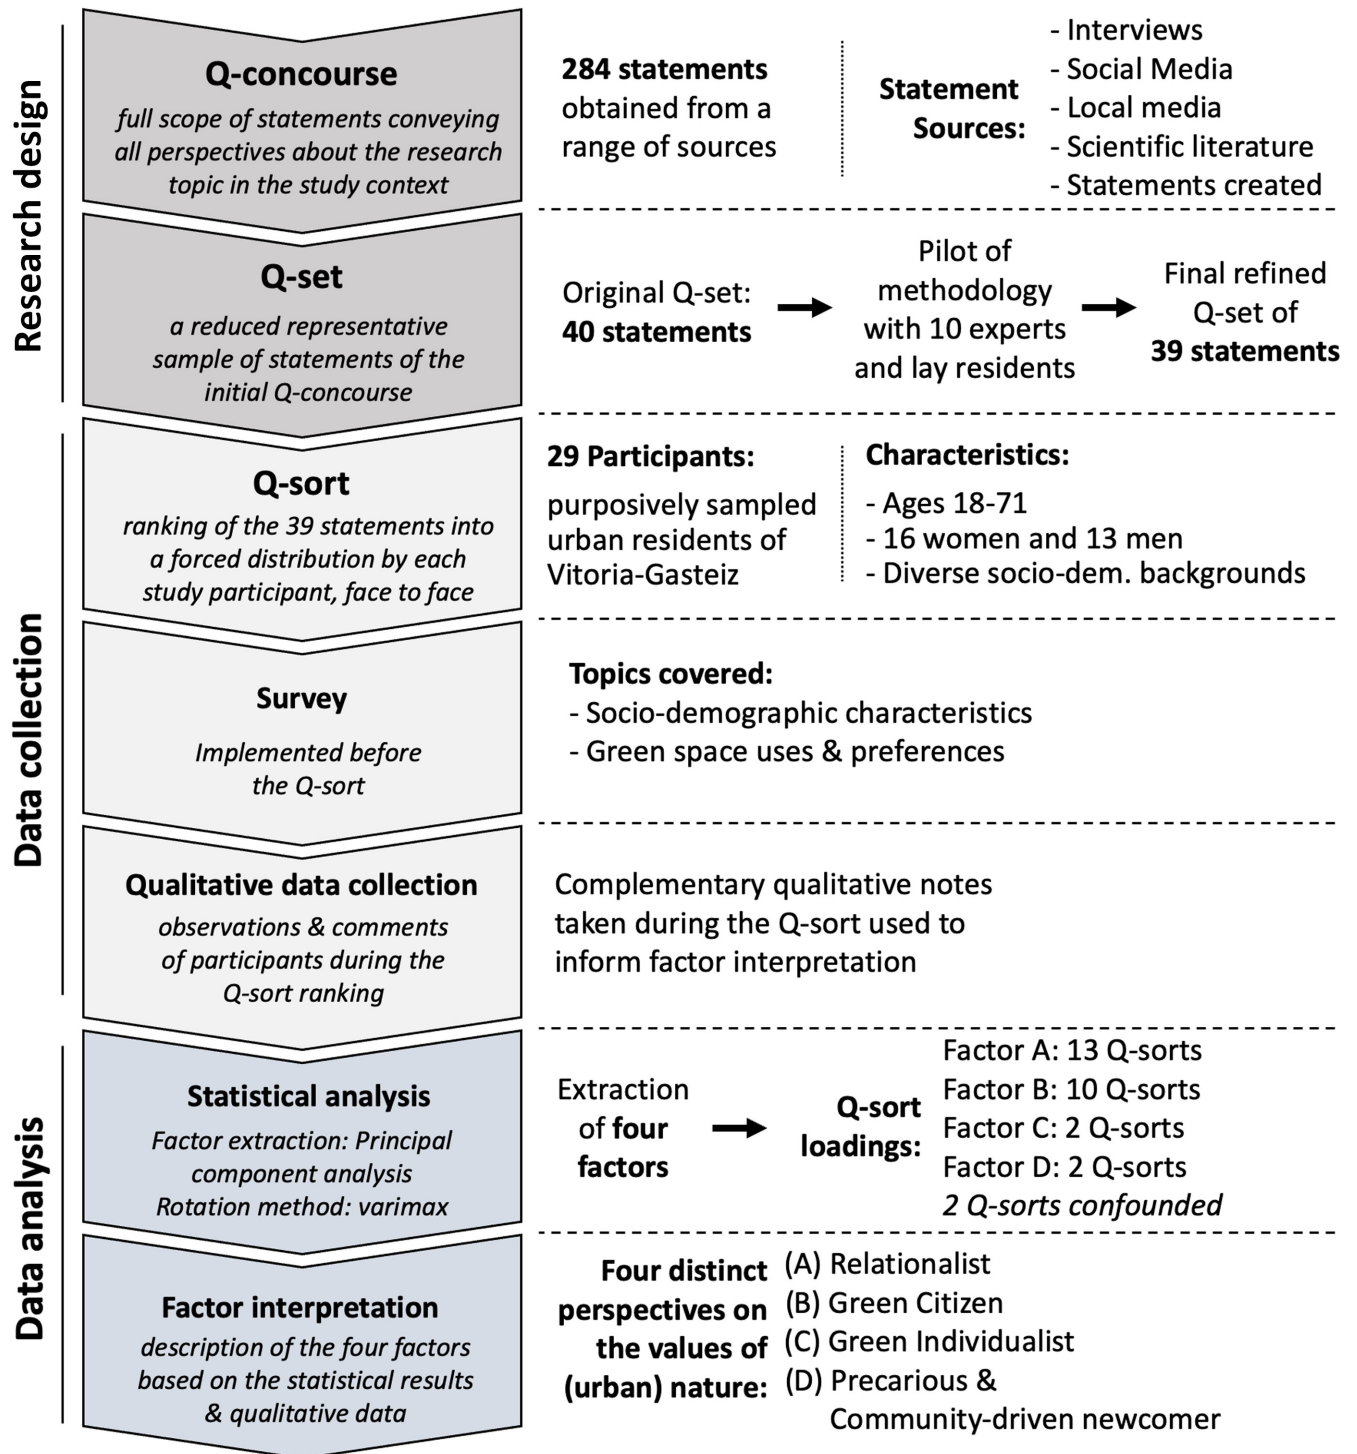 Research design
Q-concourse
full scope of statements conveying
all perspectives about the research
topic in the study context
284 statements
obtained from a
range of sources
Statement
Sources:
- Interviews
- Social Media
- Local media
- Scientific literature
- Statements created
Q-set
a reduced representative
sample of statements of the
initial Q-concourse
Original Q-set:
40 statements
Pilot of
methodology
with 10 experts
and lay residents
Final refined
Q-set of
39 statements
Data collection
Q-sort
ranking of the 39 statements into
a forced distribution by each
study participant, face to face
29 Participants:
purposively sampled
urban residents of
Vitoria-Gasteiz
Characteristics:
- Ages 18-71
- 16 women and 13 men
- Diverse socio-dem. backgrounds
Survey
Implemented before
the Q-sort
Topics covered:
- Socio-demographic characteristics
- Green space uses & preferences
Qualitative data collection
observations & comments
of participants during the
Q-sort ranking
Complementary qualitative notes
taken during the Q-sort used to
inform factor interpretation
Data analysis
Statistical analysis
Factor extraction: Principal
component analysis
Rotation method: varimax
Extraction
of four
factors
Q-sort
loadings:
Factor A: 13 Q-sorts
Factor B: 10 Q-sorts
Factor C: 2 Q-sorts
Factor D: 2 Q-sorts
2 Q-sorts confounded
Factor interpretation
description of the four factors
based on the statistical results
& qualitative data
Four distinct
perspectives on
the values of
(urban) nature:
(A) Relationalist
(B) Green Citizen
(C) Green Individualist
(D) Precarious &
Community-driven newcomer